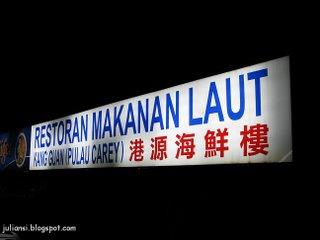 RESTORAN MAKANAN LAUT
KANG GUAN (PULAU CAREY) 港源海鮮樓
juliansi.blogspot.com